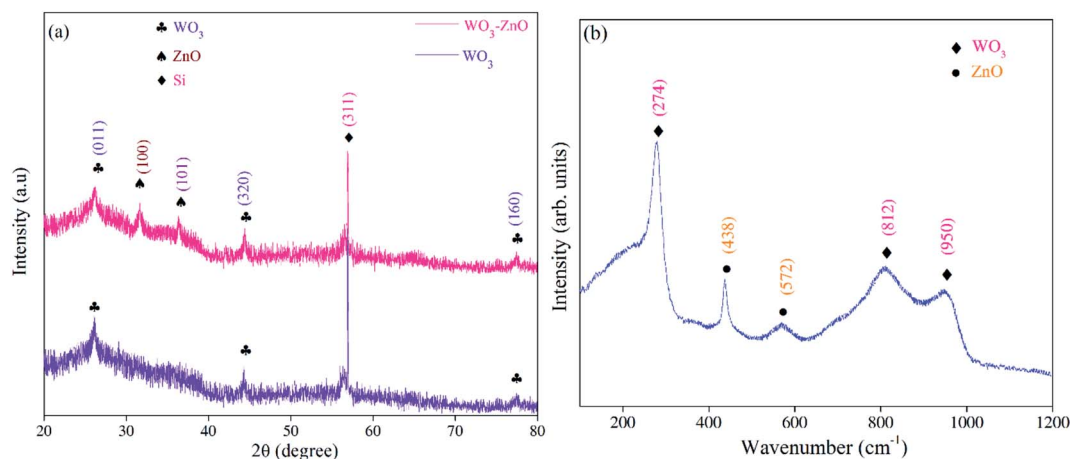 (a)
♣ WO₃
♠ ZnO
♦ Si
WO₃-ZnO
WO₃
(011)
(100)
(101)
(320)
(311)
(160)
Intensity (a.u)
20 30 40 50 60 70 80
2θ (degree)
(b)
♦ WO₃
● ZnO
(274)
(438)
(572)
(812)
(950)
Intensity (arb. units)
200 400 600 800 1000 1200
Wavenumber (cm⁻¹)